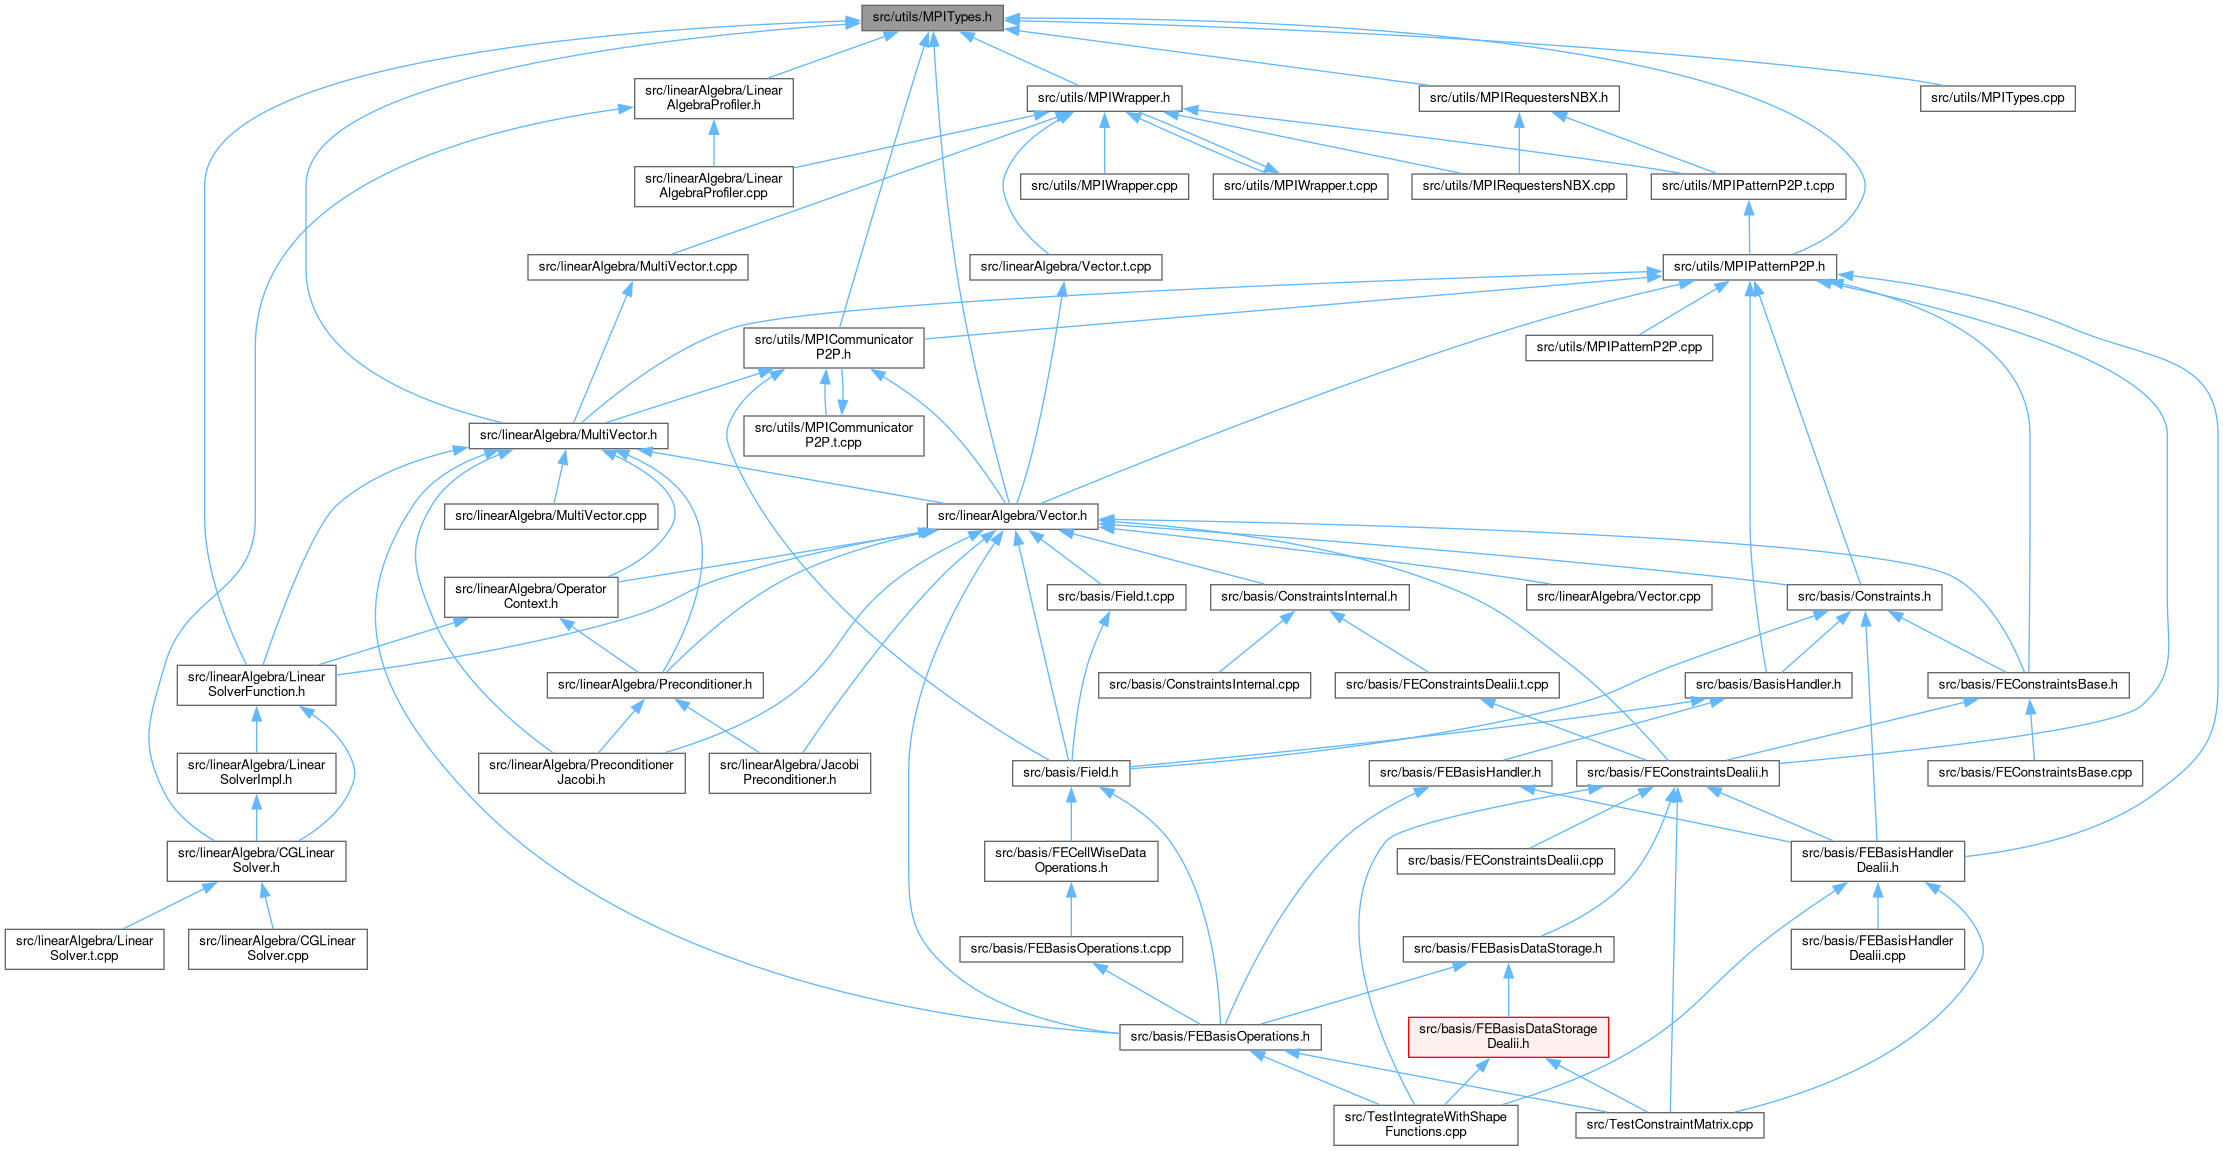 src/utils/MPITypes.h
src/linearAlgebra/Linear
AlgebraProfiler.h
src/utils/MPIWrapper.h
src/utils/MPIRequestersNBX.h
src/utils/MPITypes.cpp
src/linearAlgebra/Linear
AlgebraProfiler.cpp
src/utils/MPIWrapper.cpp
src/utils/MPIWrapper.t.cpp
src/utils/MPIRequestersNBX.cpp
src/utils/MPIPatternP2P.t.cpp
src/linearAlgebra/MultiVector.t.cpp
src/linearAlgebra/Vector.t.cpp
src/utils/MPIPatternP2P.h
src/utils/MPICommunicator
P2P.h
src/utils/MPIPatternP2P.cpp
src/linearAlgebra/MultiVector.h
src/utils/MPICommunicator
P2P.t.cpp
src/linearAlgebra/MultiVector.cpp
src/linearAlgebra/Vector.h
src/linearAlgebra/Operator
Context.h
src/basis/Field.t.cpp
src/basis/ConstraintsInternal.h
src/linearAlgebra/Vector.cpp
src/basis/Constraints.h
src/linearAlgebra/Linear
SolverFunction.h
src/linearAlgebra/Preconditioner.h
src/basis/ConstraintsInternal.cpp
src/basis/FEConstraintsDealii.t.cpp
src/basis/BasisHandler.h
src/basis/FEConstraintsBase.h
src/linearAlgebra/Linear
SolverImpl.h
src/linearAlgebra/Preconditioner
Jacobi.h
src/linearAlgebra/Jacobi
Preconditioner.h
src/basis/Field.h
src/basis/FEBasisHandler.h
src/basis/FEConstraintsDealii.h
src/basis/FEConstraintsBase.cpp
src/linearAlgebra/CGLinear
Solver.h
src/basis/FECellWiseData
Operations.h
src/basis/FEConstraintsDealii.cpp
src/basis/FEBasisHandler
Dealii.h
src/linearAlgebra/Linear
Solver.t.cpp
src/linearAlgebra/CGLinear
Solver.cpp
src/basis/FEBasisOperations.t.cpp
src/basis/FEBasisDataStorage.h
src/basis/FEBasisHandler
Dealii.cpp
src/basis/FEBasisOperations.h
src/basis/FEBasisDataStorage
Dealii.h
src/TestIntegrateWithShape
Functions.cpp
src/TestConstraintMatrix.cpp